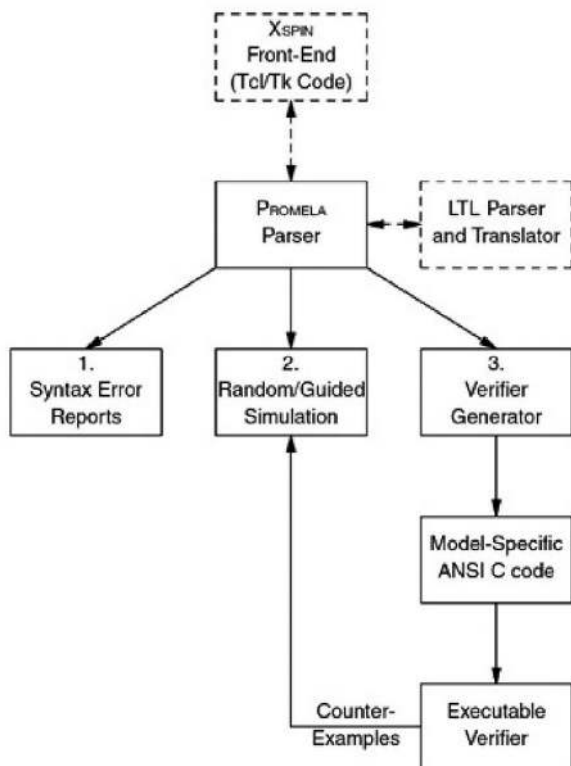 XSPIN
Front-End
(Tcl/Tk Code)
PROMELA
Parser
LTL Parser
and Translator
1.
Syntax Error
Reports
2.
Random/Guided
Simulation
3.
Verifier
Generator
Model-Specific
ANSI C code
Counter-
Examples
Executable
Verifier